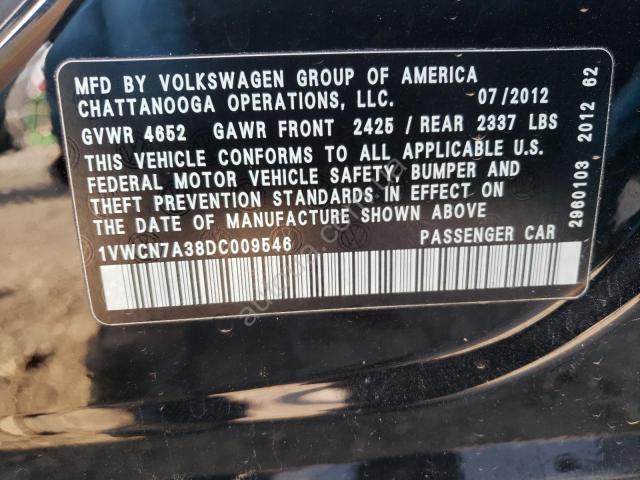 MFD BY VOLKSWAGEN GROUP OF AMERICA
CHATTANOOGA OPERATIONS, LLC. 07/2012
GVWR 4652 GAWR FRONT 2425 / REAR 2337 LBS
THIS VEHICLE CONFORMS TO ALL APPLICABLE U.S.
FEDERAL MOTOR VEHICLE SAFETY, BUMPER AND
THEFT PREVENTION STANDARDS IN EFFECT ON
THE DATE OF MANUFACTURE SHOWN ABOVE
1VWCN7A38DC009546 PASSENGER CAR
2960103 2012 62